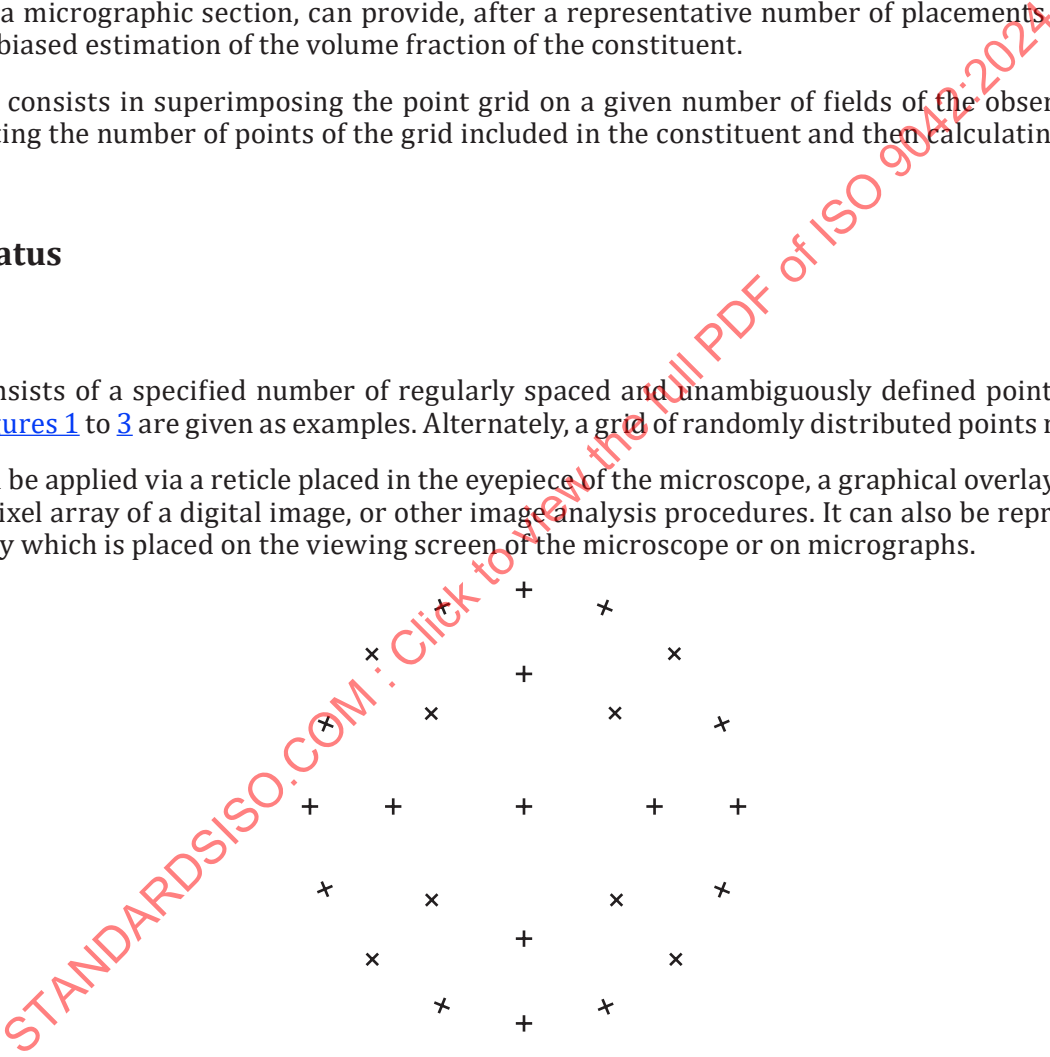 a micrographic section, can provide, after a representative number of placements
biased estimation of the volume fraction of the constituent.
consists in superimposing the point grid on a given number of fields of the obser
ting the number of points of the grid included in the constituent and then calculatin
atus
nsists of a specified number of regularly spaced and unambiguously defined point
ures 1 to 3 are given as examples. Alternately, a grid of randomly distributed points
be applied via a reticle placed in the eyepiece of the microscope, a graphical overlay
ixel array of a digital image, or other image analysis procedures. It can also be repr
y which is placed on the viewing screen of the microscope or on micrographs.
STANDARDSISO.COM : Click to view the full PDF of ISO 9042:2024